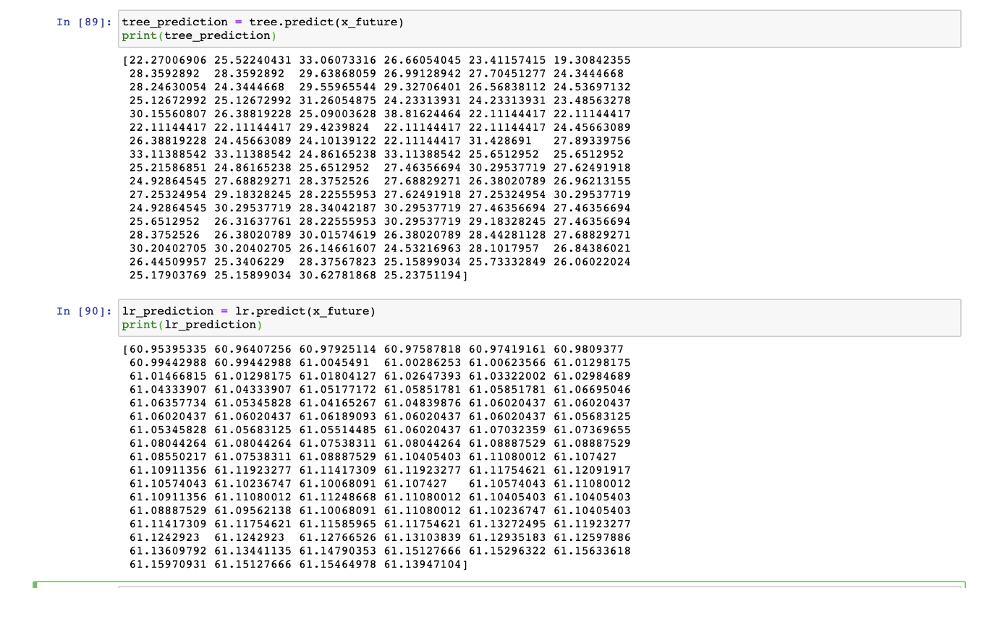 In [89]: tree_prediction = tree.predict(x_future)
print(tree_prediction)
[22.27006906 25.52240431 33.06073316 26.66054045 23.41157415 19.30842355
28.3592892 28.3592892 29.63868059 26.99128942 27.70451277 24.3444668
28.24630054 24.3444668 29.55965544 29.32706401 26.56838112 24.53697132
25.12672992 25.12672992 31.26054875 24.23313931 24.23313931 23.48563278
30.15560807 26.38819228 25.09003628 38.81624464 22.11144417 22.11144417
22.11144417 22.11144417 29.4239824 22.11144417 22.11144417 24.45663089
26.38819228 24.45663089 24.10139122 22.11144417 31.428691 27.89339756
33.11388542 33.11388542 24.86165238 33.11388542 25.6512952 25.6512952
25.21586851 24.86165238 25.6512952 27.46356694 30.29537719 27.62491918
24.92864545 27.68829271 28.3752526 27.68829271 26.38020789 26.96213155
27.25324954 29.18328245 28.22555953 27.62491918 27.25324954 30.29537719
24.92864545 30.29537719 28.34042187 30.29537719 27.46356694 27.46356694
25.6512952 26.31637761 28.22555953 30.29537719 29.18328245 27.46356694
28.3752526 26.38020789 30.01574619 26.38020789 28.44281128 27.68829271
30.20402705 30.20402705 26.14661607 24.53216963 28.1017957 26.84386021
26.44509957 25.3406229 28.37567823 25.15899034 25.73332849 26.06022024
25.17903769 25.15899034 30.62781868 25.23751194]
In [90]: lr_prediction = lr.predict(x_future)
print(lr_prediction)
[60.95395335 60.96407256 60.97925114 60.97587818 60.97419161 60.9809377
60.99442988 60.99442988 61.0045491 61.00286253 61.00623566 61.01298175
61.01466815 61.01298175 61.01804127 61.02647393 61.03322002 61.02984689
61.04333907 61.04333907 61.05177172 61.05851781 61.05851781 61.06695046
61.06357734 61.05345828 61.04165267 61.04839876 61.06020437 61.06020437
61.06020437 61.06020437 61.06189093 61.06020437 61.06020437 61.05683125
61.05345828 61.05683125 61.05514485 61.06020437 61.07032359 61.07369655
61.08044264 61.08044264 61.07538311 61.08044264 61.08887529 61.08887529
61.08550217 61.07538311 61.08887529 61.10405403 61.11080012 61.107427
61.10911356 61.11923277 61.11417309 61.11923277 61.11754621 61.12091917
61.10574043 61.10236747 61.10068091 61.107427 61.10574043 61.11080012
61.10911356 61.11080012 61.11248668 61.11080012 61.10405403 61.10405403
61.08887529 61.09562138 61.10068091 61.11080012 61.10236747 61.10405403
61.11417309 61.11754621 61.11585965 61.11754621 61.13272495 61.11923277
61.1242923 61.1242923 61.12766526 61.13103839 61.12935183 61.12597886
61.13609792 61.13441135 61.14790353 61.15127666 61.15296322 61.15633618
61.15970931 61.15127666 61.15464978 61.13947104]